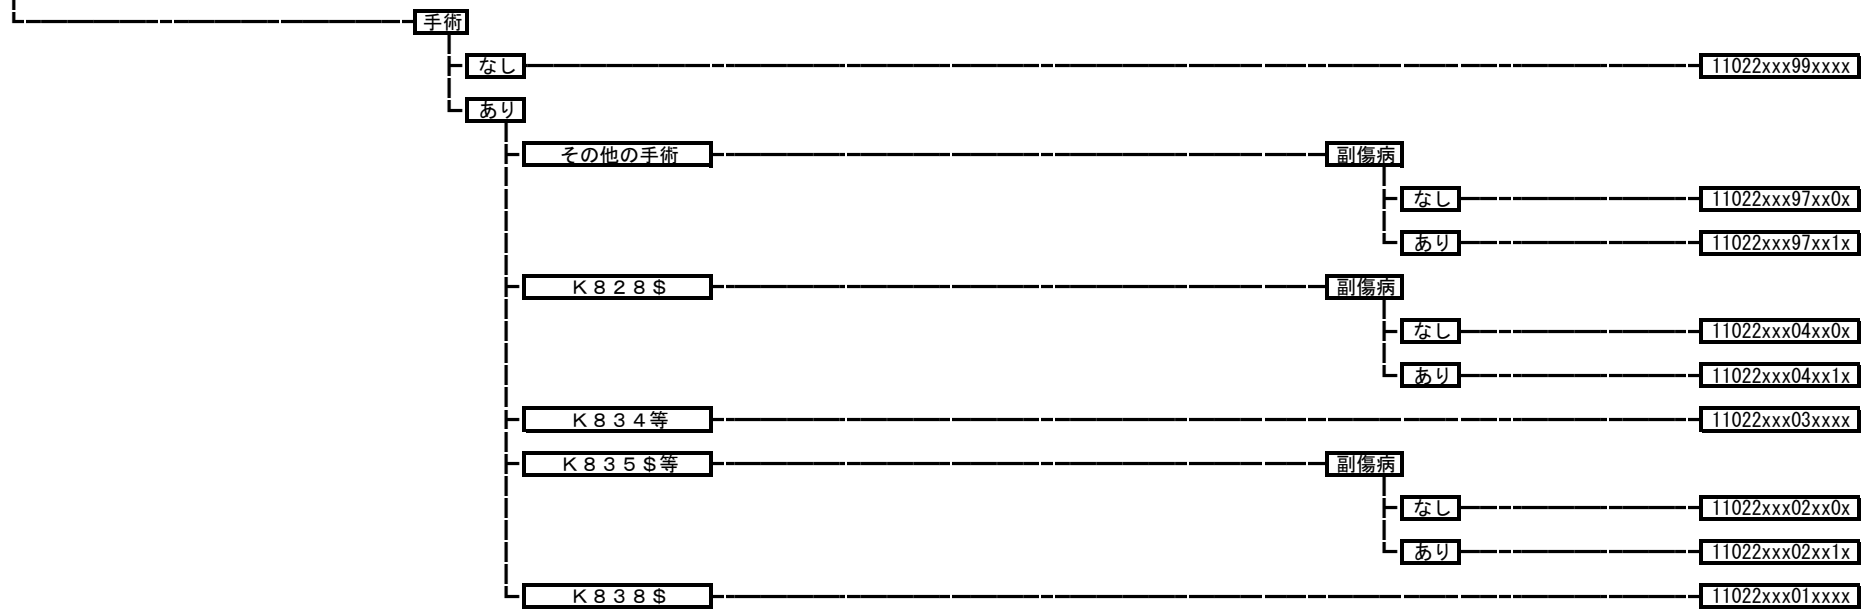 手術
なし 11022xxx99xxxx
あり
その他の手術 副傷病
なし 11022xxx97xx0x
あり 11022xxx97xx1x
K828$ 副傷病
なし 11022xxx04xx0x
あり 11022xxx04xx1x
K834等 11022xxx03xxxx
K835$等 副傷病
なし 11022xxx02xx0x
あり 11022xxx02xx1x
K838$ 11022xxx01xxxx